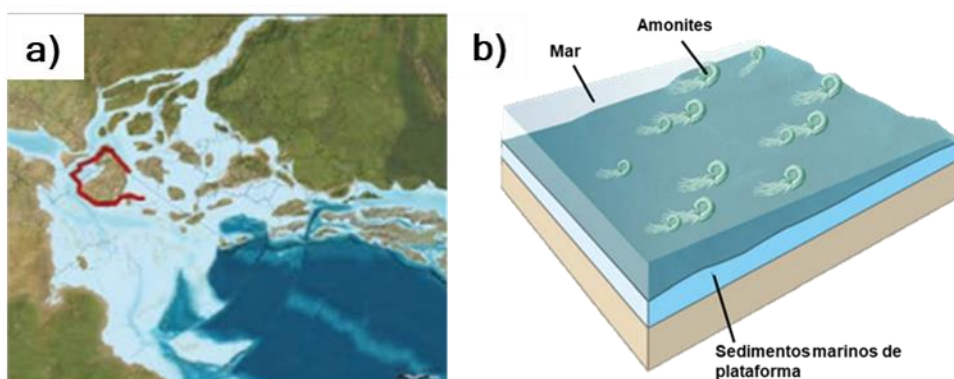 a)
b)
Amonites
Mar
Sedimentos marinos de
plataforma